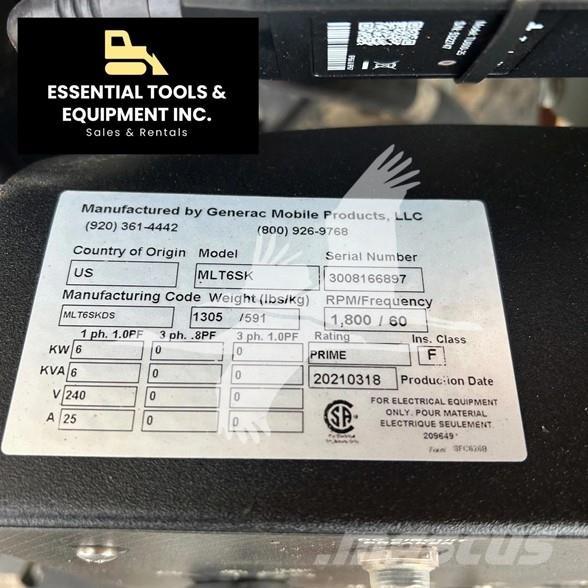 ESSENTIAL TOOLS &
EQUIPMENT INC.
Sales & Rentals
Manufactured by Generac Mobile Products, LLC
(920) 361-4442 (800) 926-9768
Country of Origin Model Serial Number
US MLT6SK 3008166897
Manufacturing Code Weight (lbs/kg) RPM/Frequency
MLT6SKDS 1305 /591 1,800 / 60
1 ph. 1.0PF 3 ph. .8PF 3 ph. 1.0PF Rating Ins. Class
KW 6 0 0 PRIME F
KVA 6 0 0 20210318 Production Date
V 240 0 0
A 25 0 0
FOR ELECTRICAL EQUIPMENT
ONLY. POUR MATERIAL
ELECTRIQUE SEULEMENT.
209649
Mascus